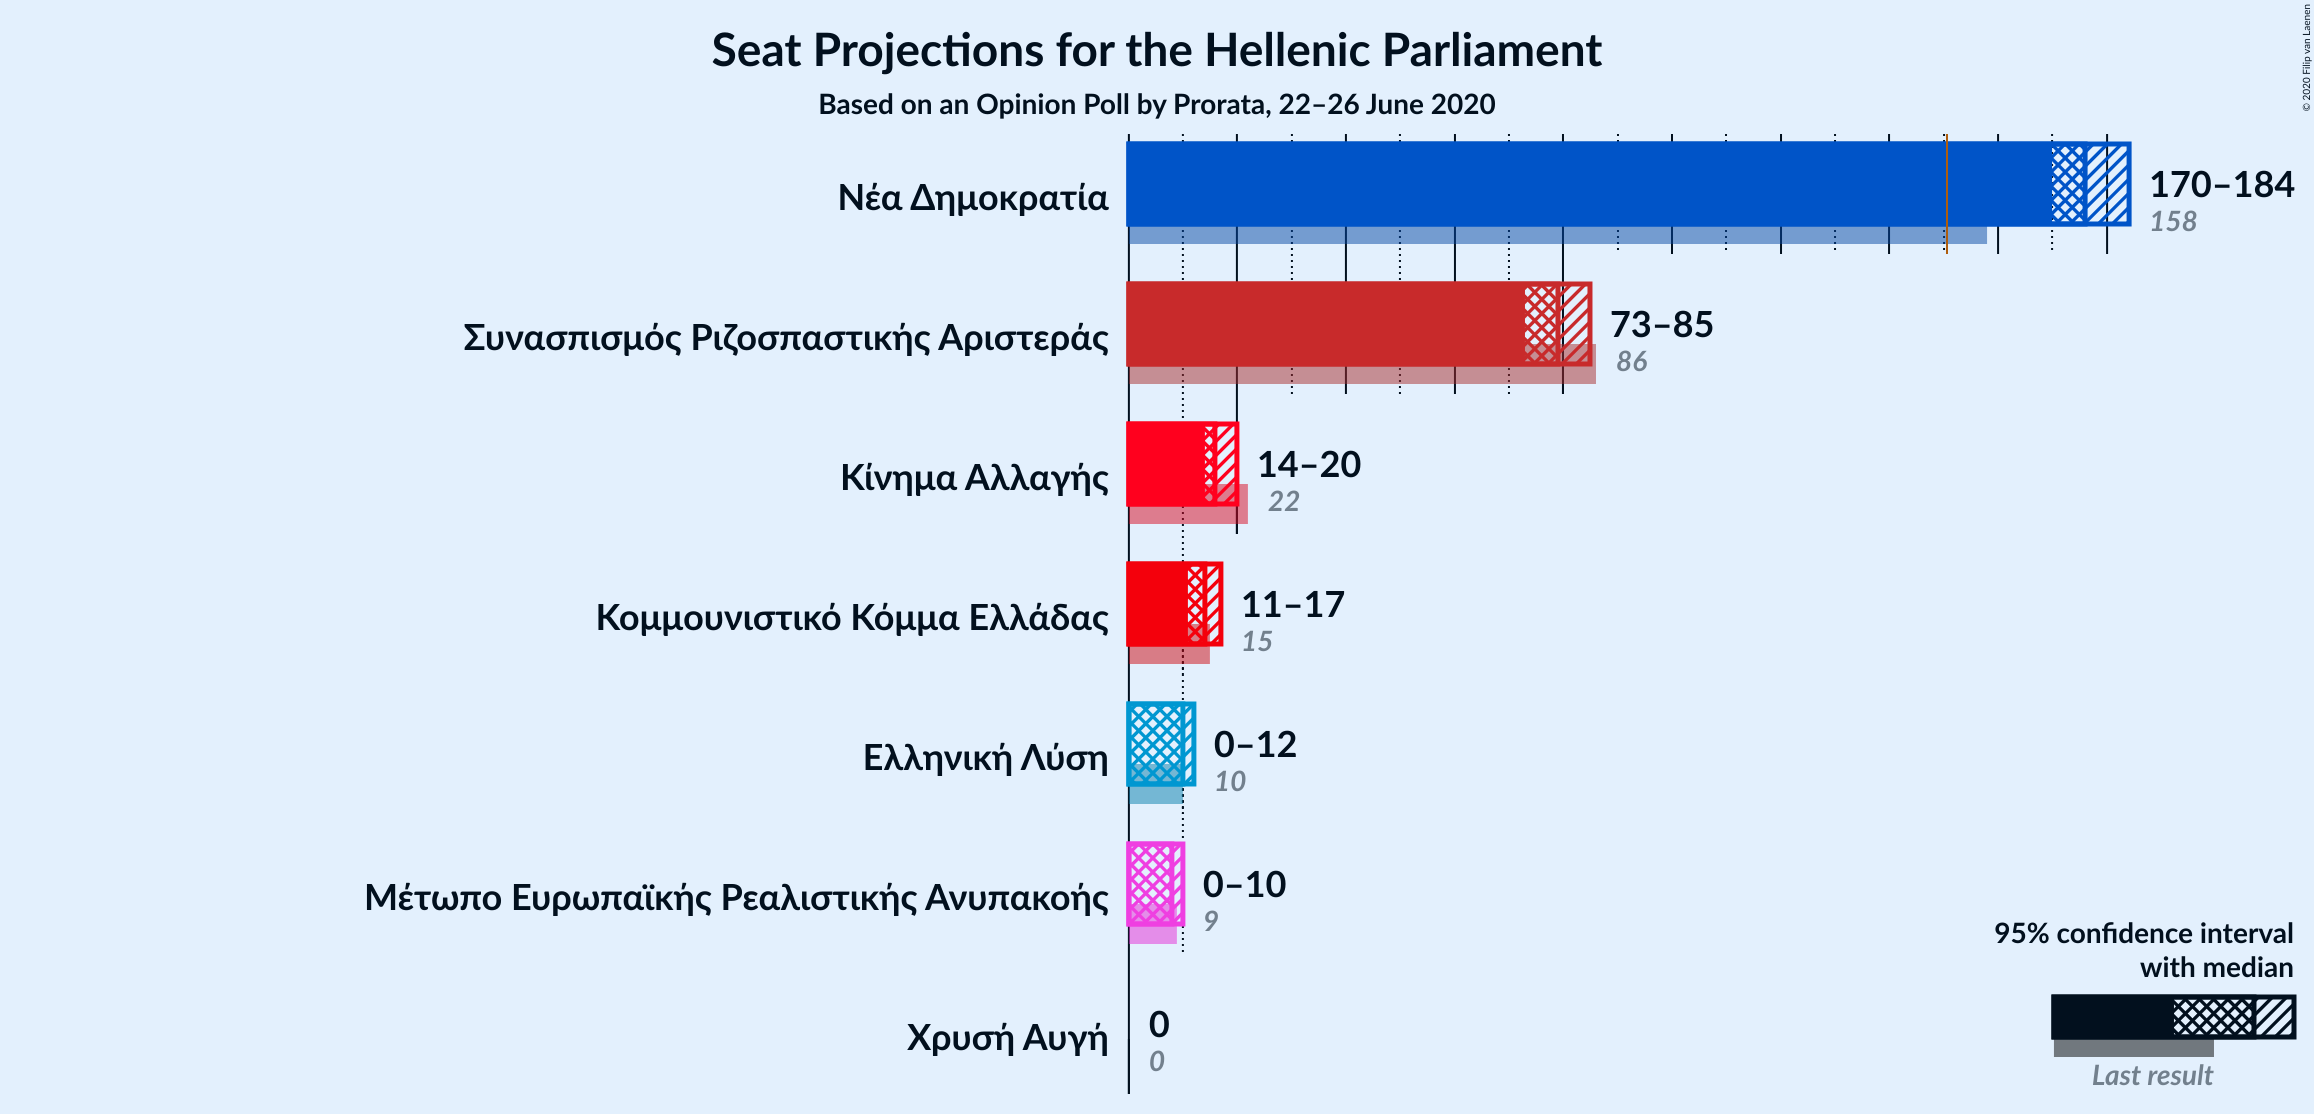 Seat Projections for the Hellenic Parliament
Based on an Opinion Poll by Prorata, 22–26 June 2020
© 2020 Filip van Laenen
Νέα Δημοκρατία
170–184
158
Συνασπισμός Ριζοσπαστικής Αριστεράς
73–85
86
Κίνημα Αλλαγής
14–20
22
Κομμουνιστικό Κόμμα Ελλάδας
11–17
15
Ελληνική Λύση
0–12
10
Μέτωπο Ευρωπαϊκής Ρεαλιστικής Ανυπακοής
0–10
9
Χρυσή Αυγή
0
0
95% confidence interval
with median
Last result